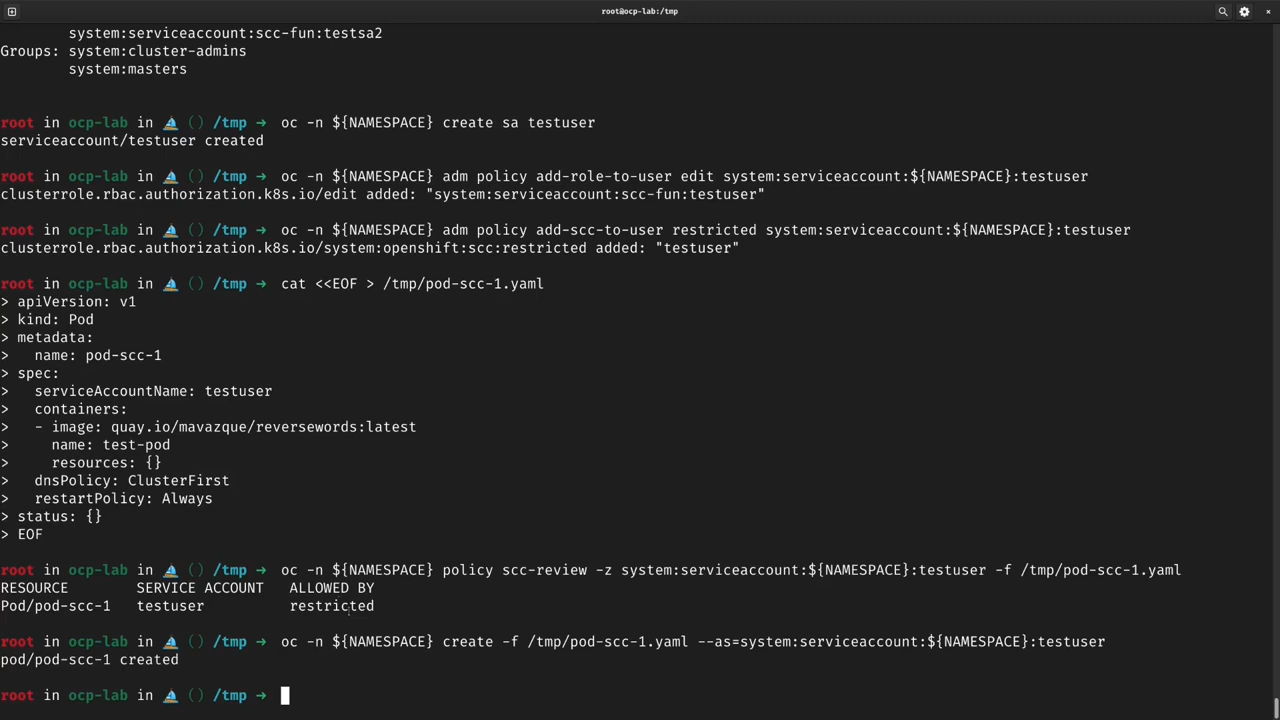 root@ocp-lab:/tmp
system:serviceaccount:scc-fun:testsa2
Groups: system:cluster-admins
system:masters
root in ocp-lab in () /tmp → oc -n ${NAMESPACE} create sa testuser
serviceaccount/testuser created
root in ocp-lab in () /tmp → oc -n ${NAMESPACE} adm policy add-role-to-user edit system:serviceaccount:${NAMESPACE}:testuser
clusterrole.rbac.authorization.k8s.io/edit added: "system:serviceaccount:scc-fun:testuser"
root in ocp-lab in () /tmp → oc -n ${NAMESPACE} adm policy add-scc-to-user restricted system:serviceaccount:${NAMESPACE}:testuser
clusterrole.rbac.authorization.k8s.io/system:openshift:scc:restricted added: "testuser"
root in ocp-lab in () /tmp → cat <<EOF > /tmp/pod-scc-1.yaml
> apiVersion: v1
> kind: Pod
> metadata:
>   name: pod-scc-1
> spec:
>   serviceAccountName: testuser
>   containers:
>   - image: quay.io/mavazque/reversewords:latest
>     name: test-pod
>     resources: {}
>   dnsPolicy: ClusterFirst
>   restartPolicy: Always
> status: {}
> EOF
root in ocp-lab in () /tmp → oc -n ${NAMESPACE} policy scc-review -z system:serviceaccount:${NAMESPACE}:testuser -f /tmp/pod-scc-1.yaml
RESOURCE        SERVICE ACCOUNT   ALLOWED BY
Pod/pod-scc-1   testuser          restricted
root in ocp-lab in () /tmp → oc -n ${NAMESPACE} create -f /tmp/pod-scc-1.yaml --as=system:serviceaccount:${NAMESPACE}:testuser
pod/pod-scc-1 created
root in ocp-lab in () /tmp →